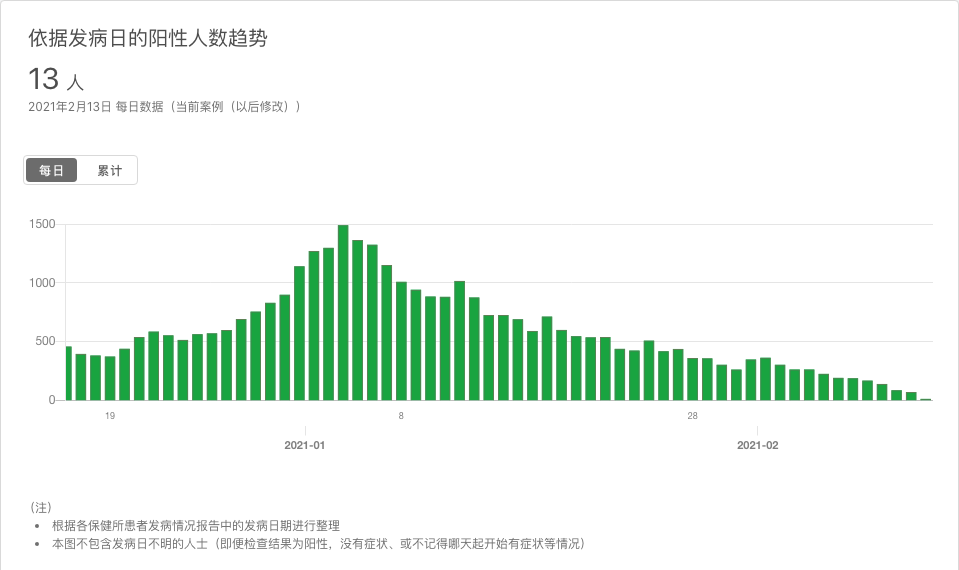 依据发病日的阳性人数趋势
13 人
2021年2月13日 每日数据（当前案例（以后修改））
每日 累计
1500
1000
500
0
19 8 28
2021-01 2021-02
（注）
• 根据各保健所患者发病情况报告中的发病日期进行整理
• 本图不包含发病日不明的人士（即便检查结果为阳性，没有症状、或不记得哪天起开始有症状等情况）